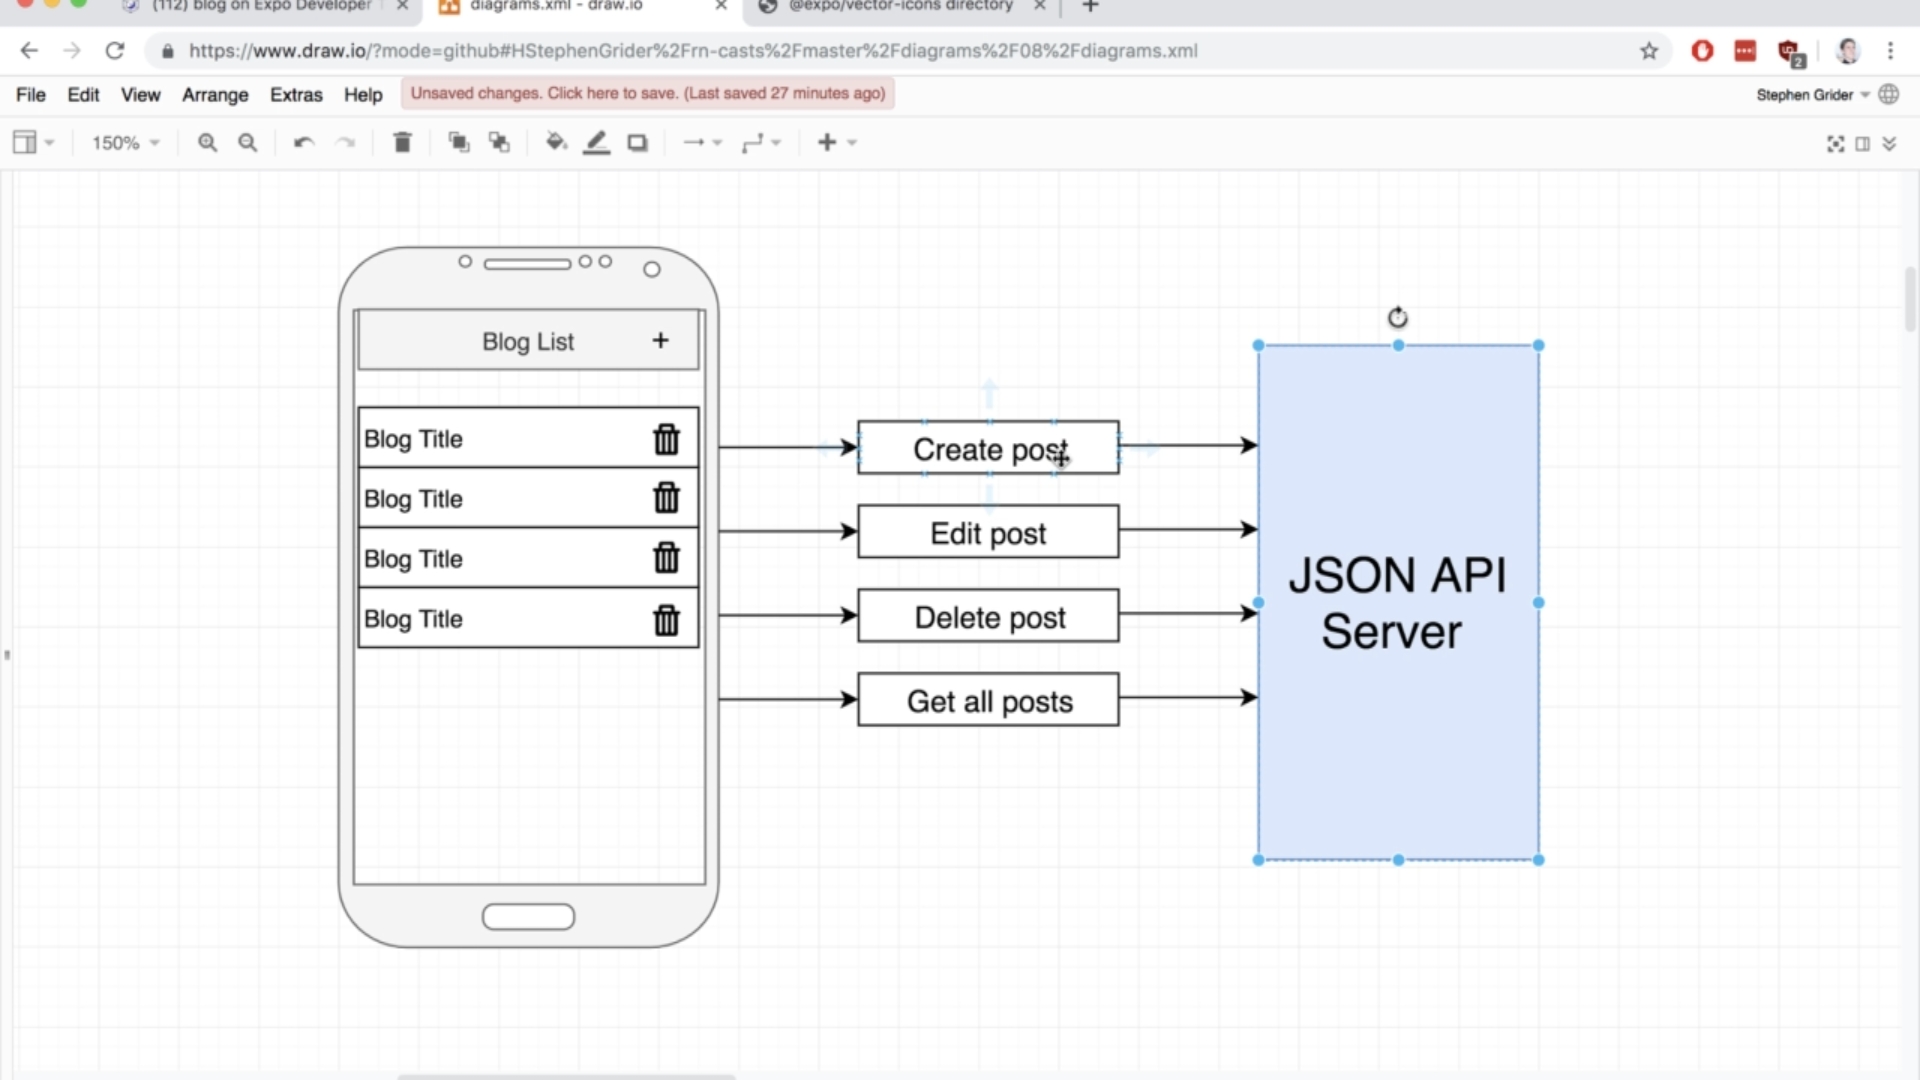 (112) blog on Expo Developer
diagrams.xml - draw.io
@expo/vector-icons directory
https://www.draw.io/?mode=github#HStephenGrider%2Frn-casts%2Fmaster%2Fdiagrams%2F08%2Fdiagrams.xml
2
File Edit View Arrange Extras Help
Unsaved changes. Click here to save. (Last saved 27 minutes ago)
Stephen Grider
150%
Blog List +
Blog Title
Blog Title
Blog Title
Blog Title
Create post
Edit post
Delete post
Get all posts
JSON API
Server